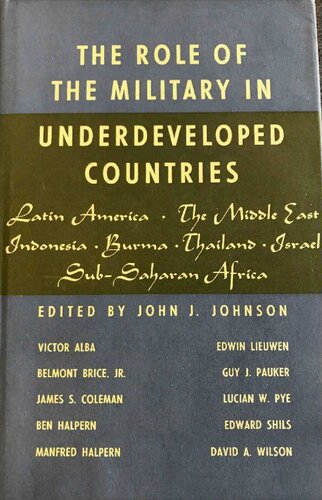 THE ROLE OF
THE MILITARY IN
UNDERDEVELOPED
COUNTRIES
Latin America · The Middle East
Indonesia · Burma · Thailand · Israel
Sub-Saharan Africa
EDITED BY JOHN J. JOHNSON
VICTOR ALBA
BELMONT BRICE, JR.
JAMES S. COLEMAN
BEN HALPERN
MANFRED HALPERN
EDWIN LIEUWEN
GUY J. PAUKER
LUCIAN W. PYE
EDWARD SHILS
DAVID A. WILSON